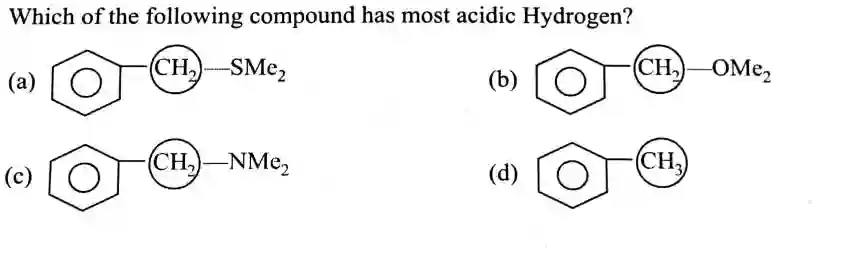 Which of the following compound has most acidic Hydrogen?
(a) CH₂—SMe₂ (b) CH₂—OMe₂
(c) CH₂—NMe₂ (d) CH₃